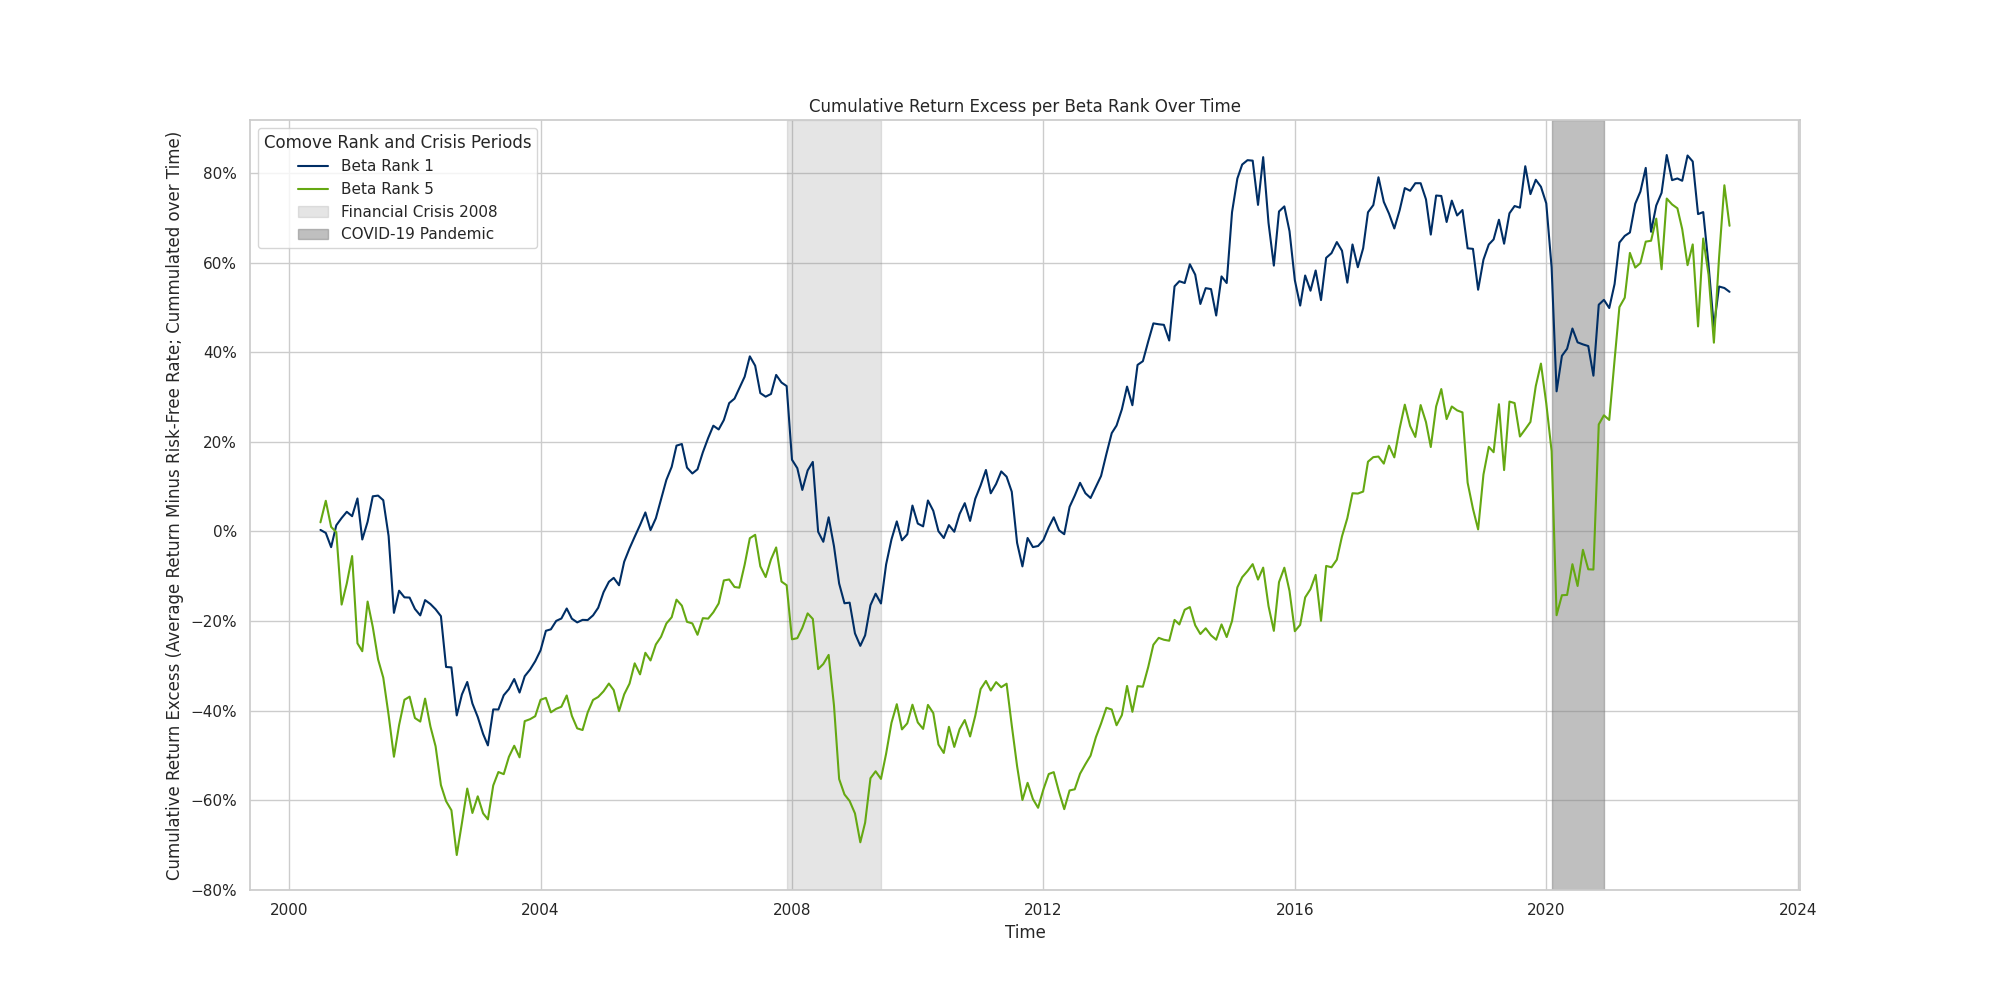 Cumulative Return Excess per Beta Rank Over Time
Cumulative Return Excess (Average Return Minus Risk-Free Rate; Cummulated over Time)
Comove Rank and Crisis Periods
Beta Rank 1
Beta Rank 5
Financial Crisis 2008
COVID-19 Pandemic
80%
60%
40%
20%
0%
−20%
−40%
−60%
−80%
2000
2004
2008
2012
2016
2020
2024
Time